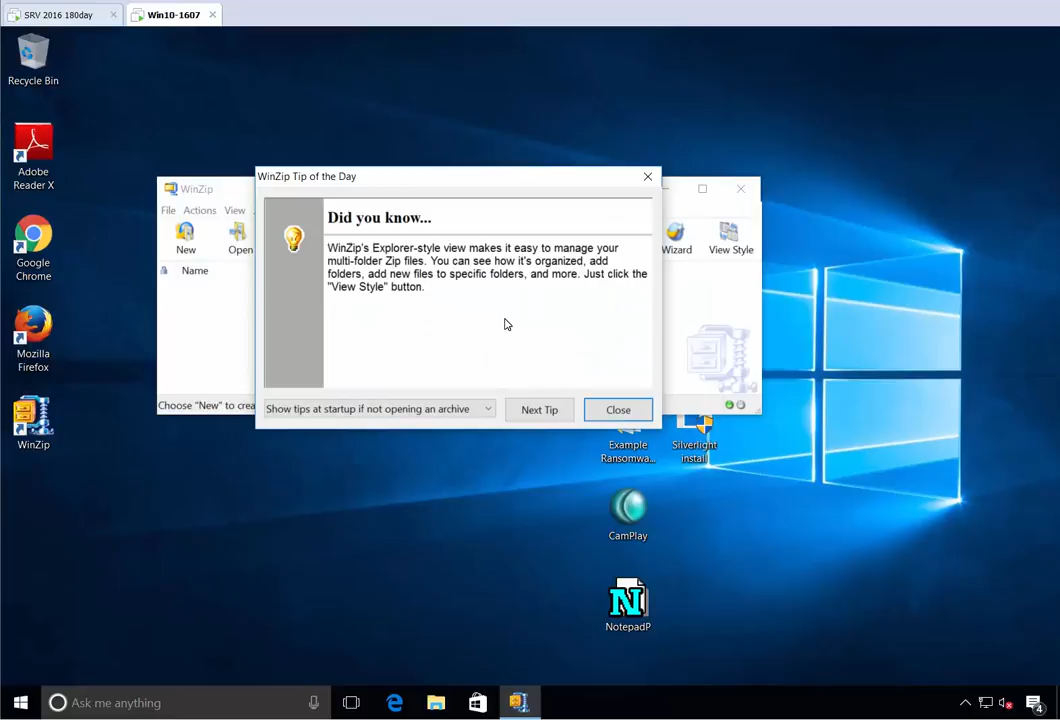 SRV 2016 180day
Win10-1607
Recycle Bin
Adobe
Reader X
Google
Chrome
Mozilla
Firefox
WinZip
WinZip
File Actions View
New Open Wizard View Style
Name
Choose "New" to crea
WinZip Tip of the Day
Did you know...
WinZip's Explorer-style view makes it easy to manage your
multi-folder Zip files. You can see how it's organized, add
folders, add new files to specific folders, and more. Just click the
"View Style" button.
Show tips at startup if not opening an archive
Next Tip
Close
Example
Ransomwa...
Silverlight
install
CamPlay
NotepadP
Ask me anything
4